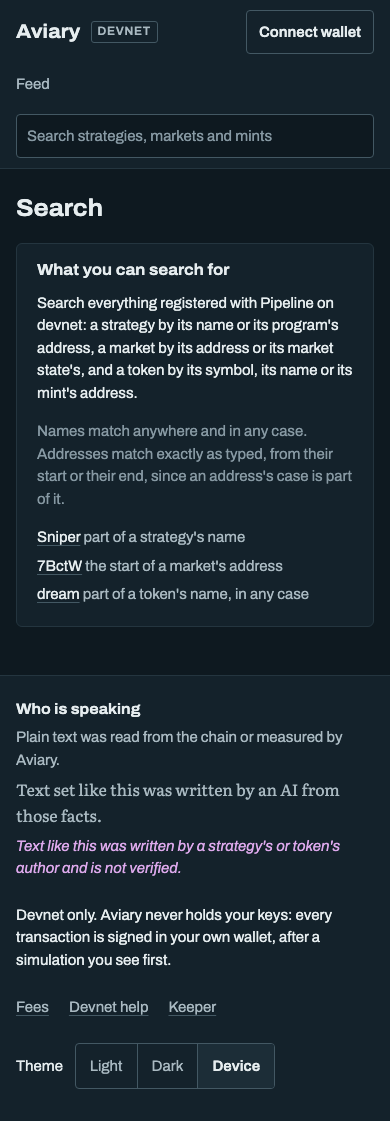 Aviary DEVNET Connect wallet
Feed
Search strategies, markets and mints
Search
What you can search for
Search everything registered with Pipeline on
devnet: a strategy by its name or its program's
address, a market by its address or its market
state's, and a token by its symbol, its name or its
mint's address.
Names match anywhere and in any case.
Addresses match exactly as typed, from their
start or their end, since an address's case is part
of it.
Sniper part of a strategy's name
7BctW the start of a market's address
dream part of a token's name, in any case
Who is speaking
Plain text was read from the chain or measured by
Aviary.
Text set like this was written by an AI from
those facts.
Text like this was written by a strategy's or token's
author and is not verified.
Devnet only. Aviary never holds your keys: every
transaction is signed in your own wallet, after a
simulation you see first.
Fees Devnet help Keeper
Theme Light Dark Device